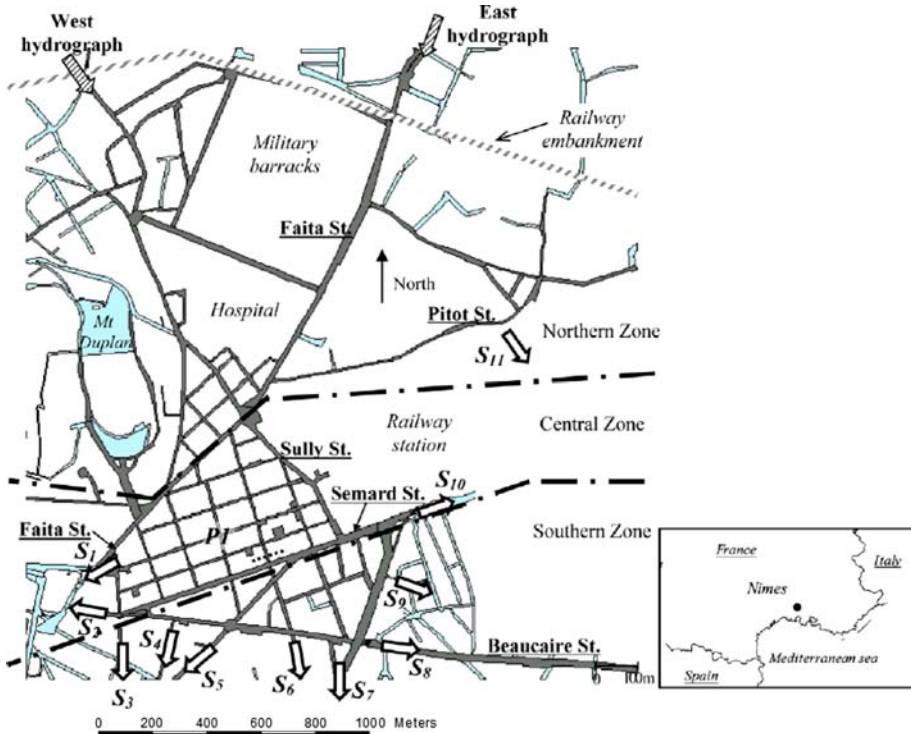 West
hydrograph
East
hydrograph
Railway
embankment
Military
barracks
Faita St.
North
Hospital
Pitot St.
Mt
Duplan
Northern Zone
S11
Railway
station
Central Zone
Sully St.
S10
Semard St.
Faita St.
P1
Southern Zone
S1
S2
S9
S3
S4
S5
S6
S7
S8
Beaucaire St.
0 100m
France
Italy
Nimes
Mediterranean sea
Spain
0 200 400 600 800 1000 Meters